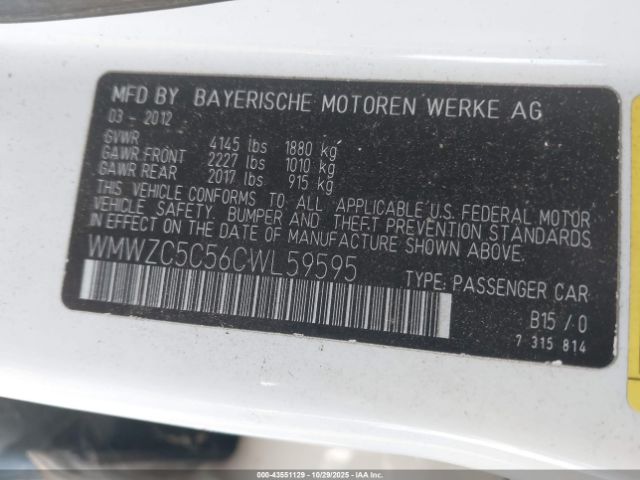 MFD BY BAYERISCHE MOTOREN WERKE AG
03 - 2012
GVWR 4145 lbs 1880 kg
GAWR FRONT 2227 lbs 1010 kg
GAWR REAR 2017 lbs 915 kg
THIS VEHICLE CONFORMS TO ALL APPLICABLE U.S. FEDERAL MOTOR
VEHICLE SAFETY, BUMPER AND THEFT PREVENTION STANDARDS
IN EFFECT ON THE DATE OF MANUFACTURE SHOWN ABOVE.
WMWZC5C56CWL59595
TYPE: PASSENGER CAR
B15 / 0
7 315 814
000-43551129 - 10/29/2025 - IAAI.COM